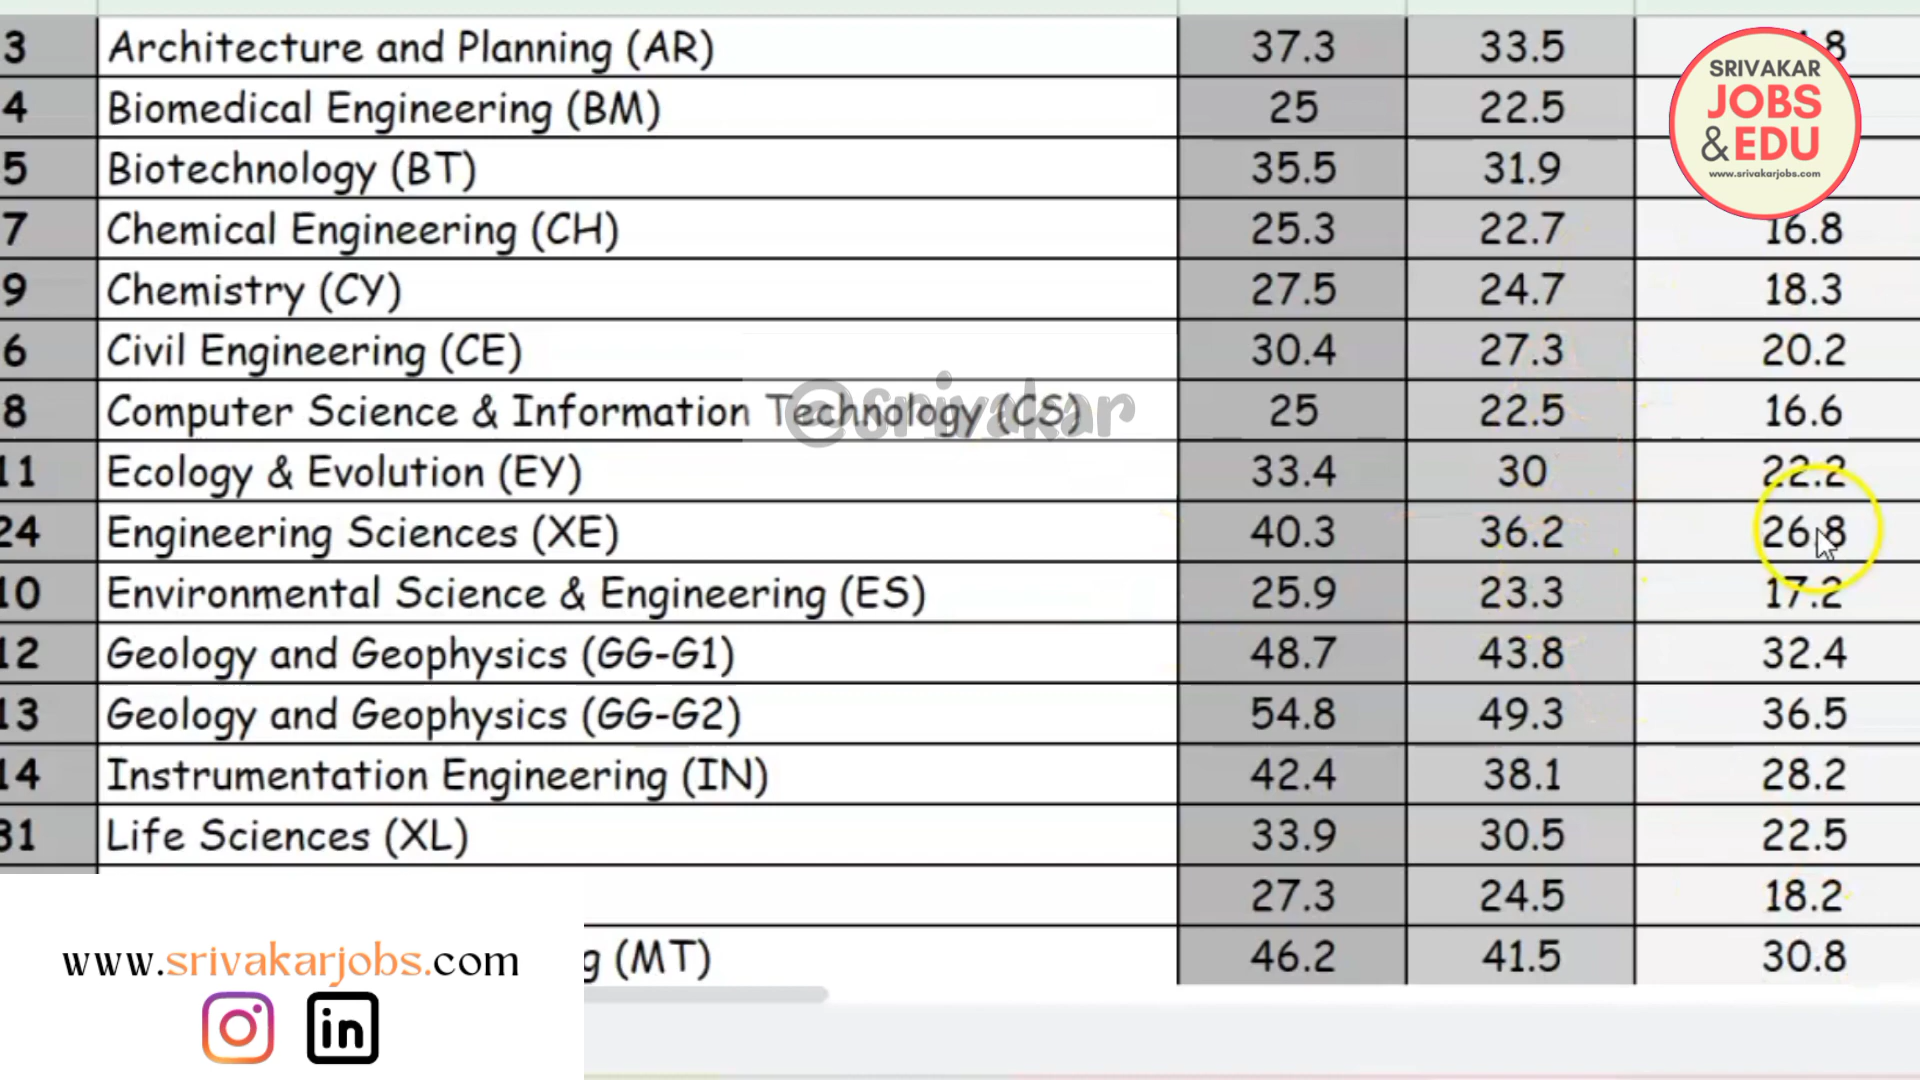 3 Architecture and Planning (AR) 37.3 33.5 .8
4 Biomedical Engineering (BM) 25 22.5
5 Biotechnology (BT) 35.5 31.9
7 Chemical Engineering (CH) 25.3 22.7 16.8
9 Chemistry (CY) 27.5 24.7 18.3
6 Civil Engineering (CE) 30.4 27.3 20.2
8 Computer Science & Information Technology (CS) 25 22.5 16.6
11 Ecology & Evolution (EY) 33.4 30 22.2
24 Engineering Sciences (XE) 40.3 36.2 26.8
10 Environmental Science & Engineering (ES) 25.9 23.3 17.2
12 Geology and Geophysics (GG-G1) 48.7 43.8 32.4
13 Geology and Geophysics (GG-G2) 54.8 49.3 36.5
14 Instrumentation Engineering (IN) 42.4 38.1 28.2
31 Life Sciences (XL) 33.9 30.5 22.5
27.3 24.5 18.2
g (MT) 46.2 41.5 30.8
SRIVAKAR
JOBS
& EDU
www.srivakarjobs.com
@srivakar
www.srivakarjobs.com
in